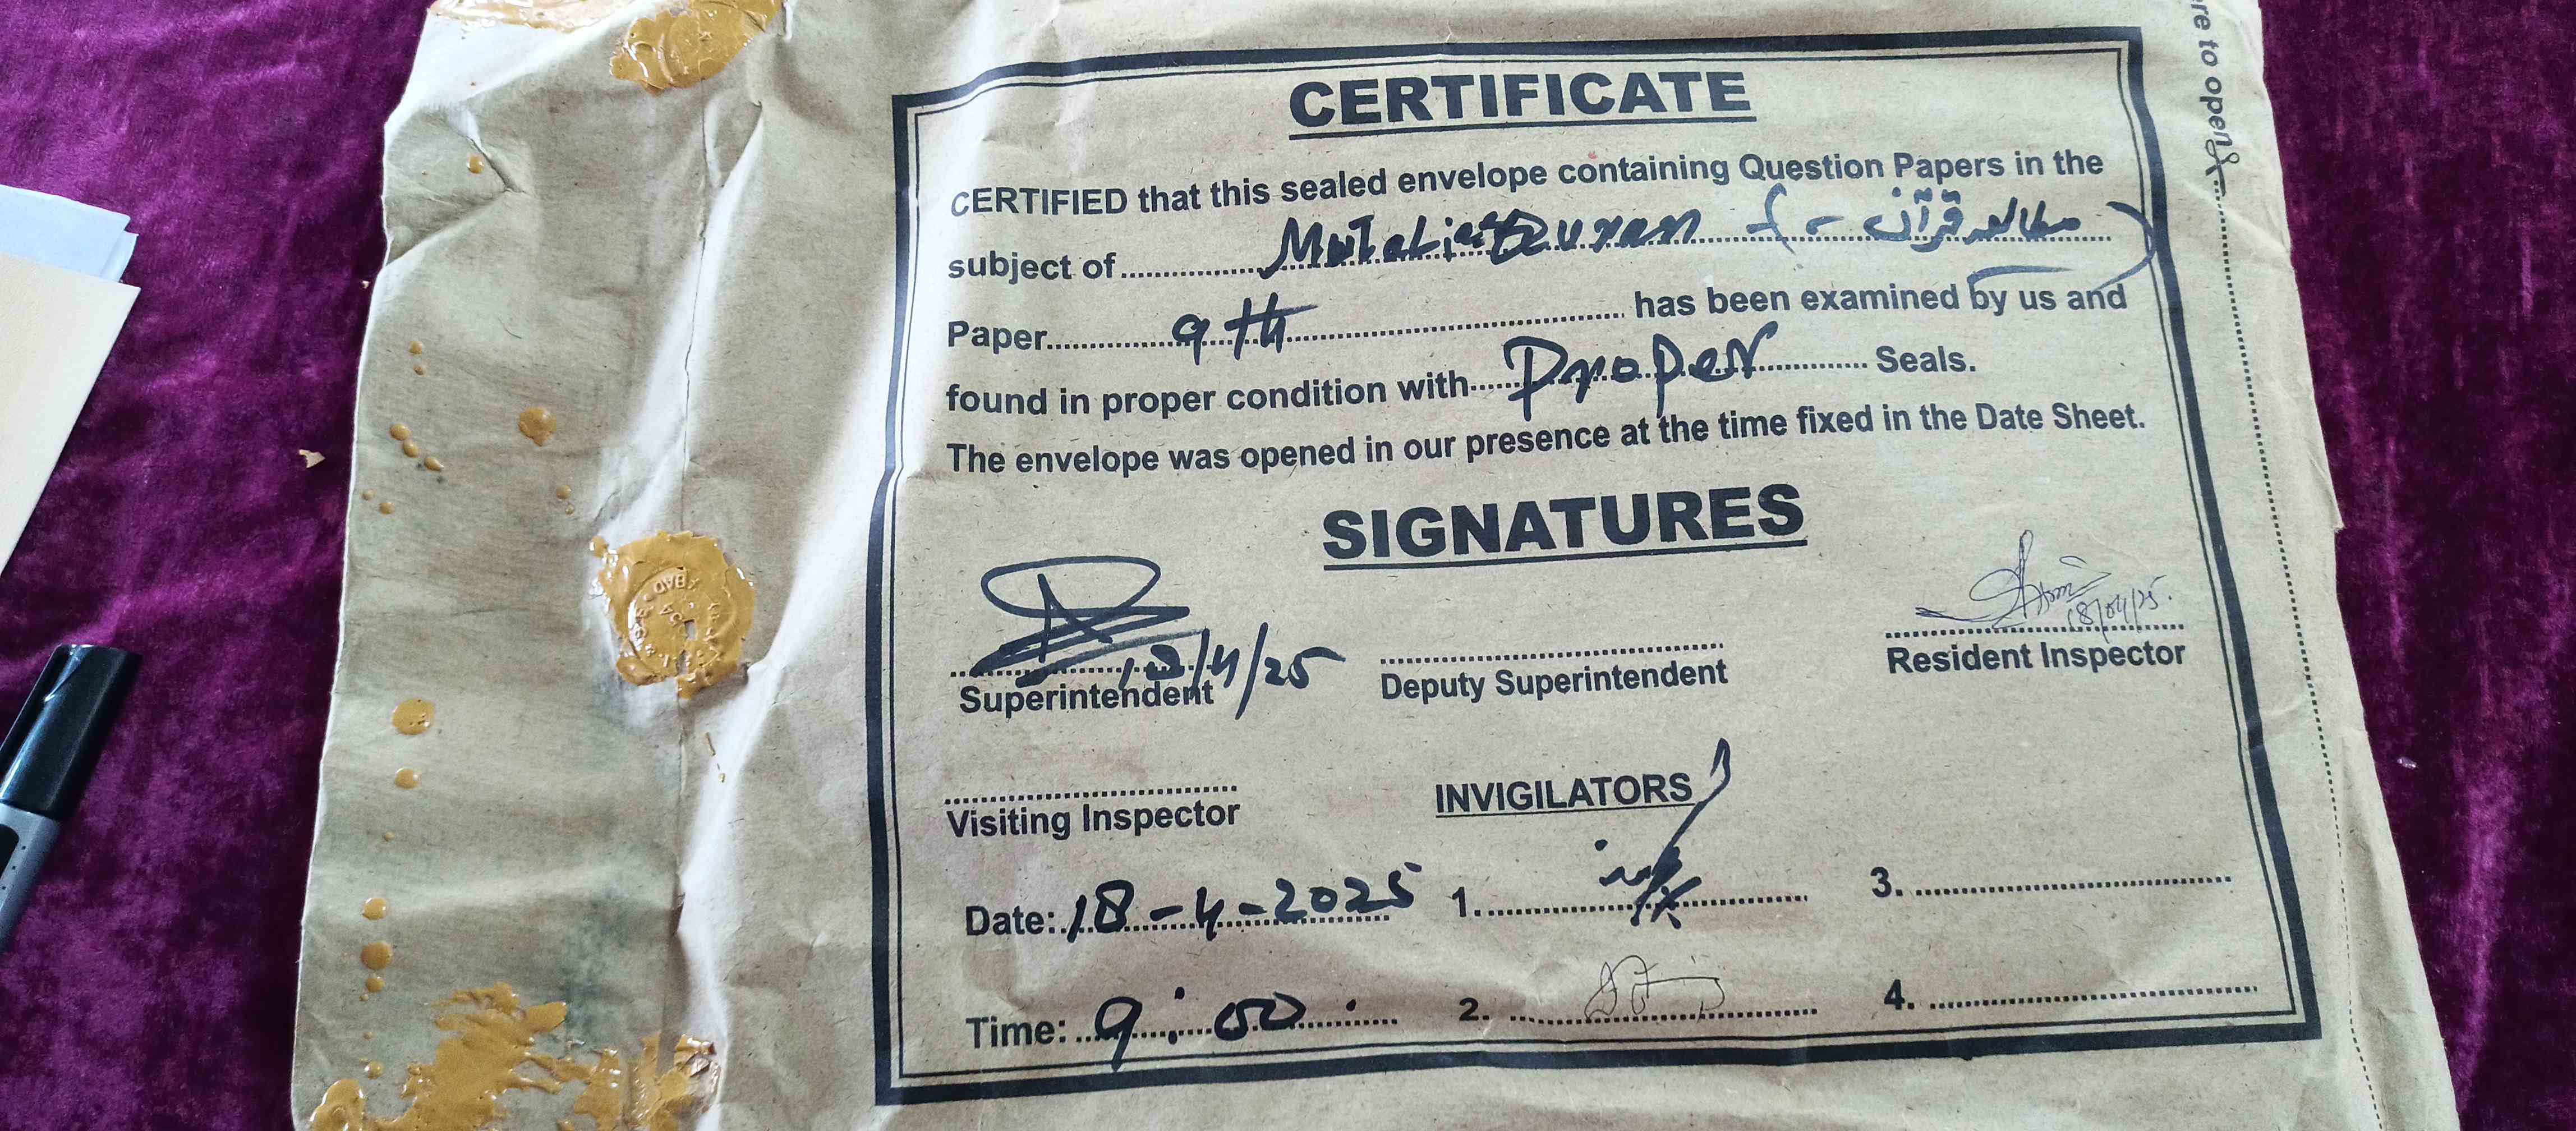 CERTIFICATE
CERTIFIED that this sealed envelope containing Question Papers in the
subject of Mutaliat Quran ( - مطالعہ قرآن )
Paper 9th has been examined by us and
found in proper condition with Proper Seals.
The envelope was opened in our presence at the time fixed in the Date Sheet.
SIGNATURES
18/4/25
18/04/25.
Superintendent
Deputy Superintendent
Resident Inspector
Visiting Inspector
INVIGILATORS
Date: 18-4-2025
1.
3.
Time: 9:00
2.
4.
re to open